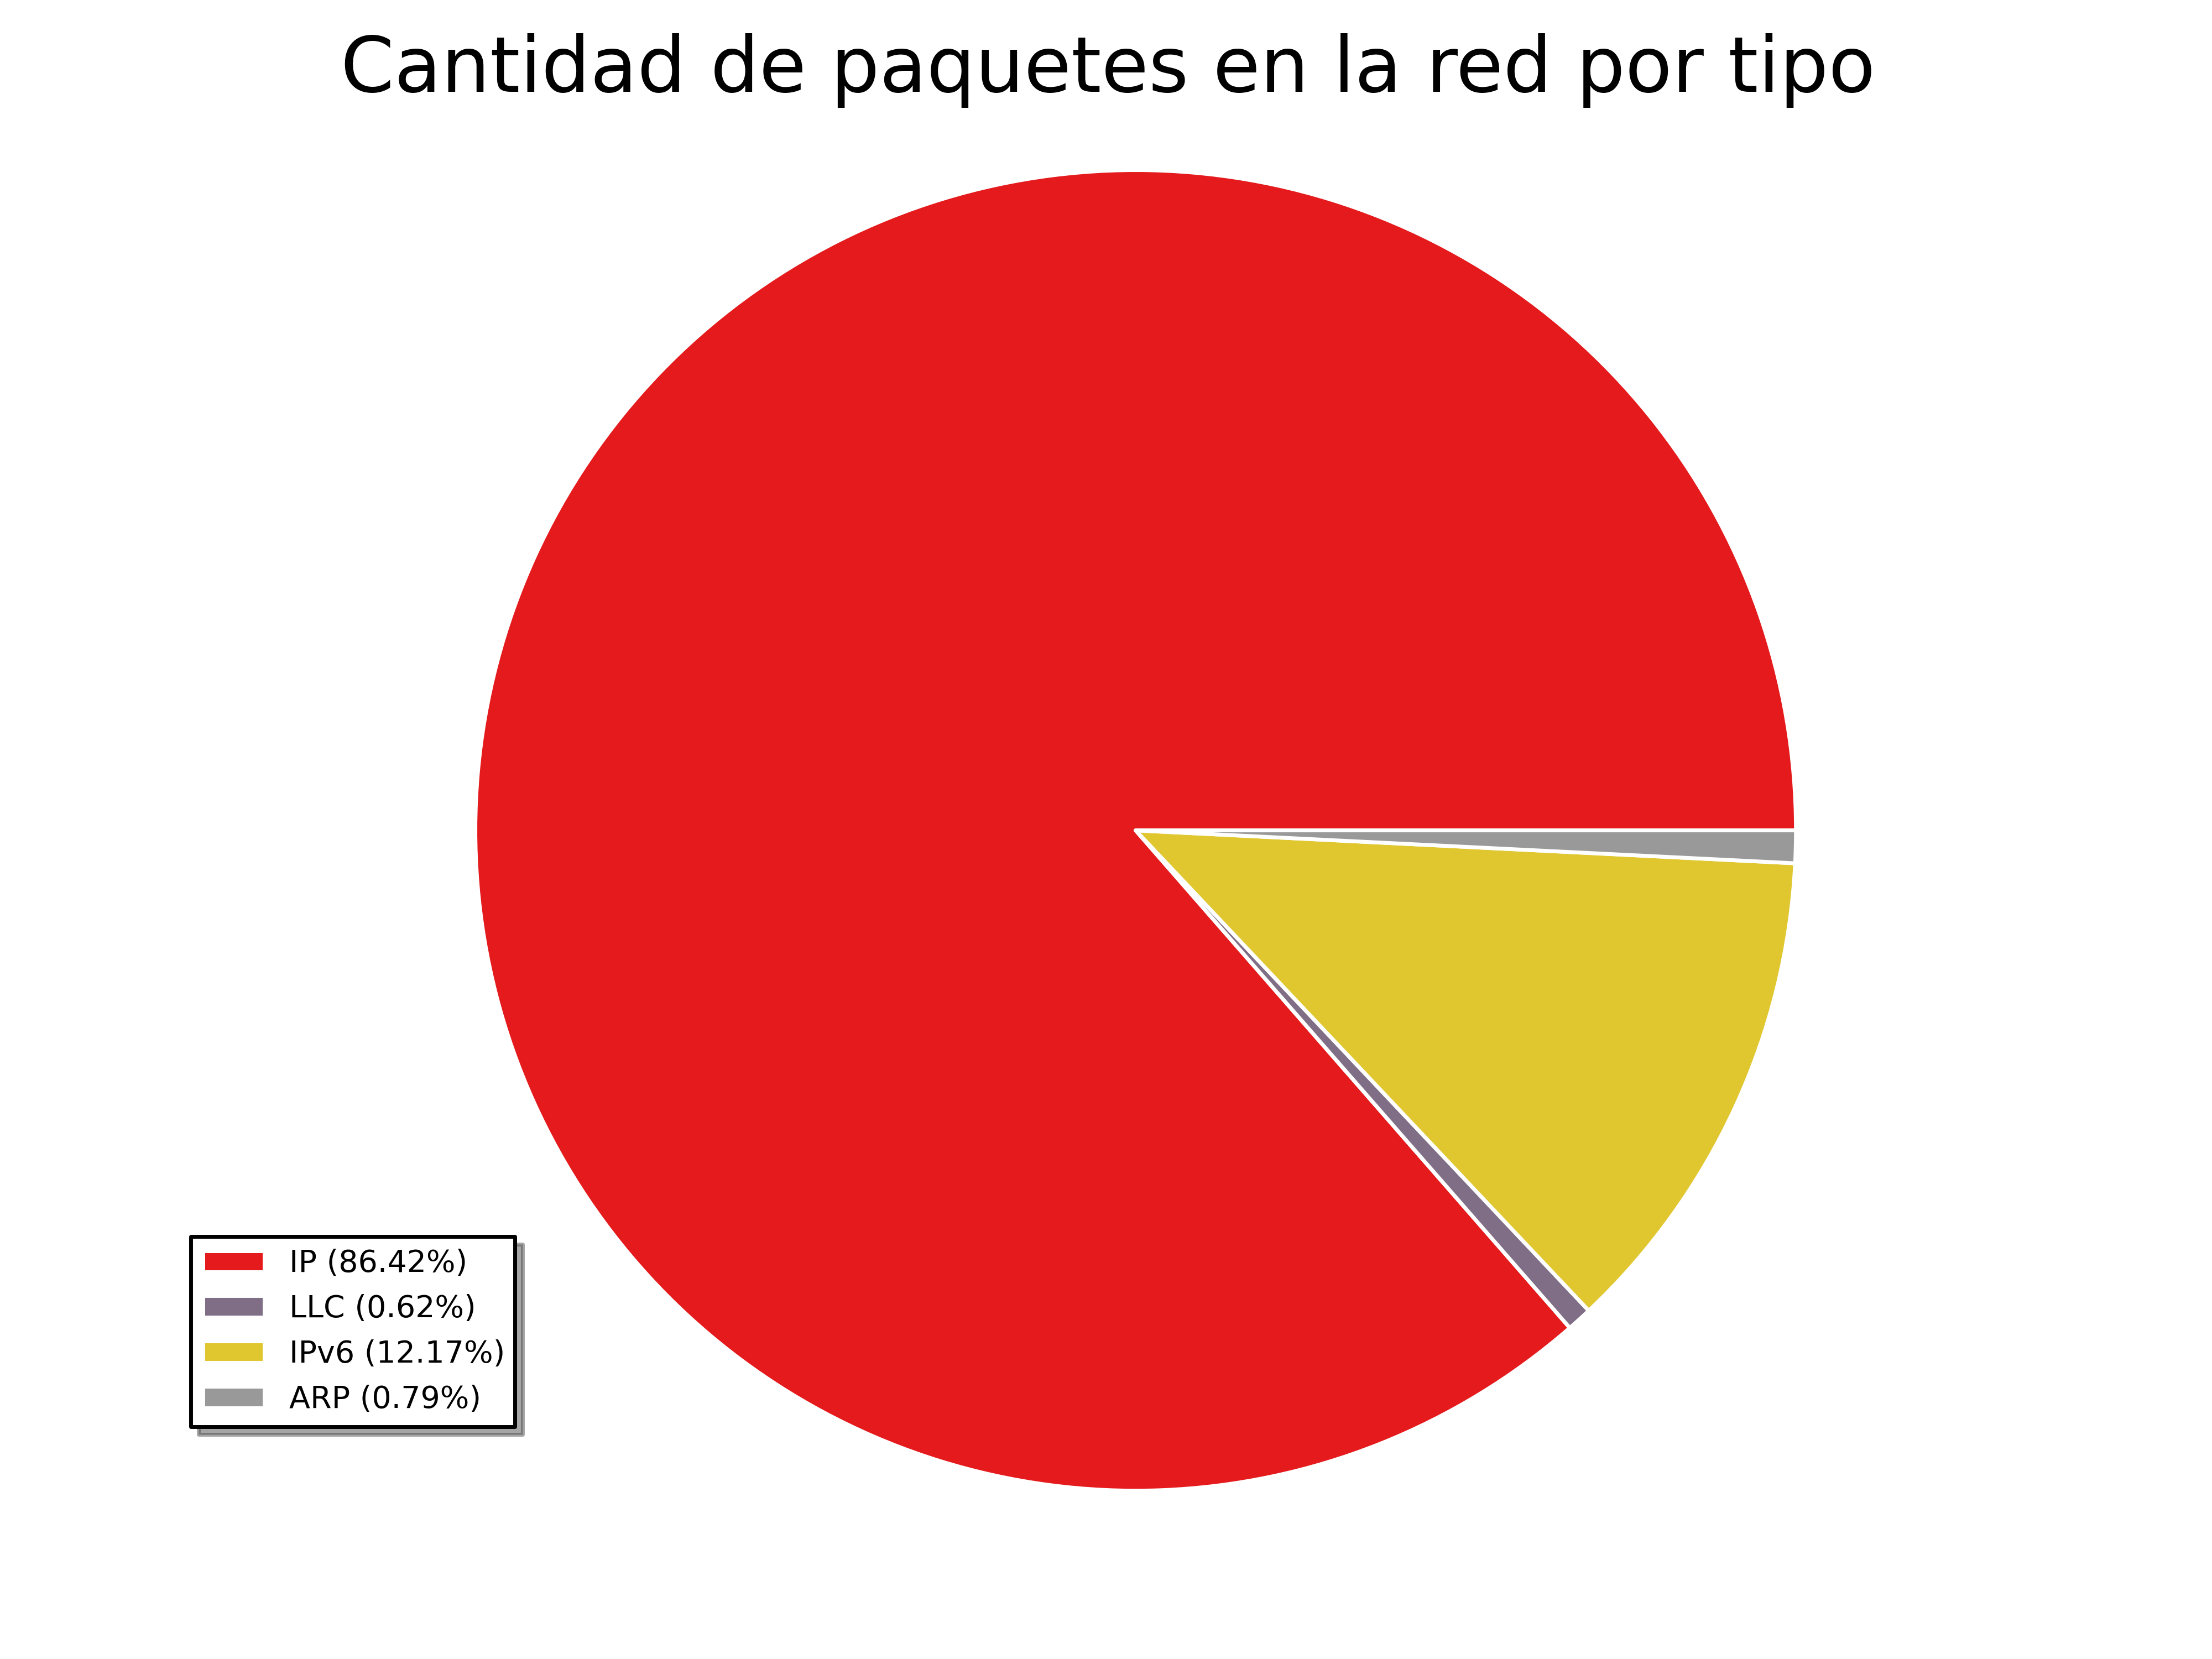 Cantidad de paquetes en la red por tipo
IP (86.42%)
LLC (0.62%)
IPv6 (12.17%)
ARP (0.79%)